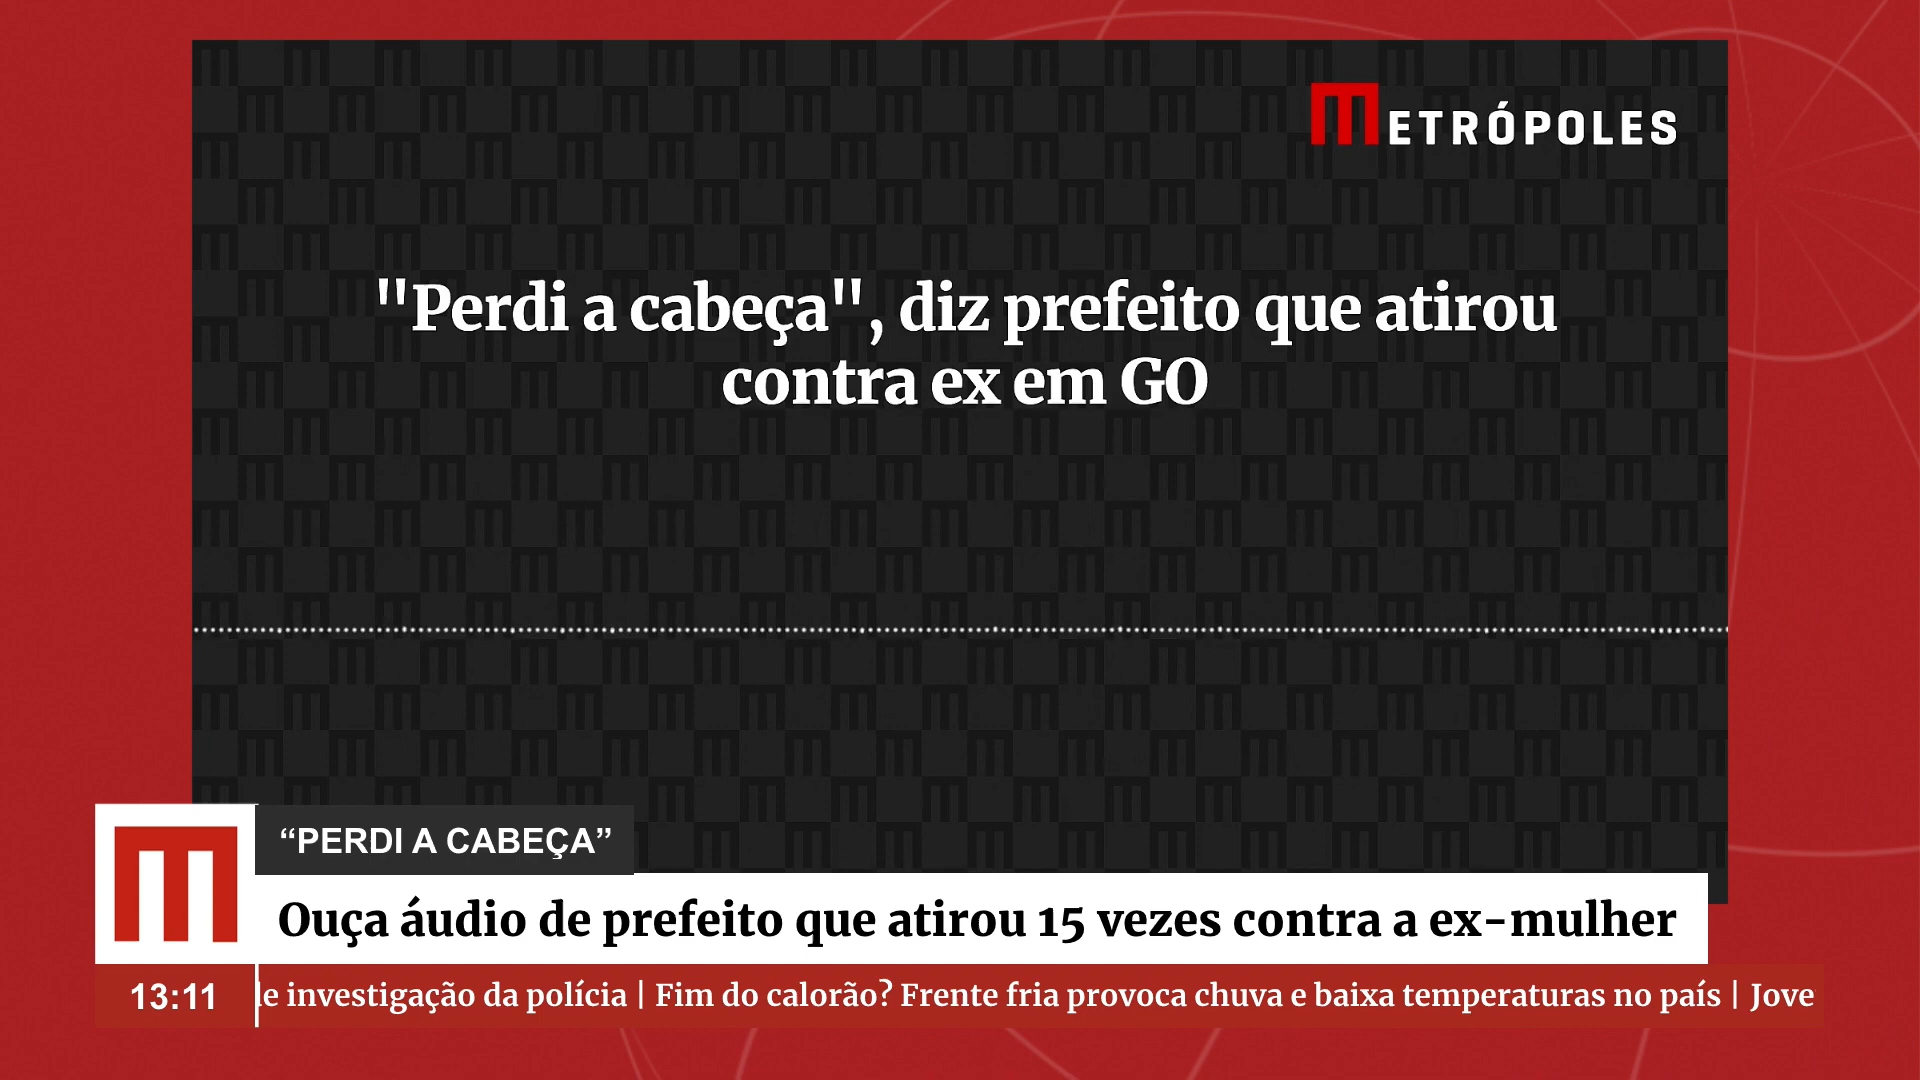 METRÓPOLES
"Perdi a cabeça", diz prefeito que atirou
contra ex em GO
“PERDI A CABEÇA”
Ouça áudio de prefeito que atirou 15 vezes contra a ex-mulher
13:11
e investigação da polícia | Fim do calorão? Frente fria provoca chuva e baixa temperaturas no país | Jove